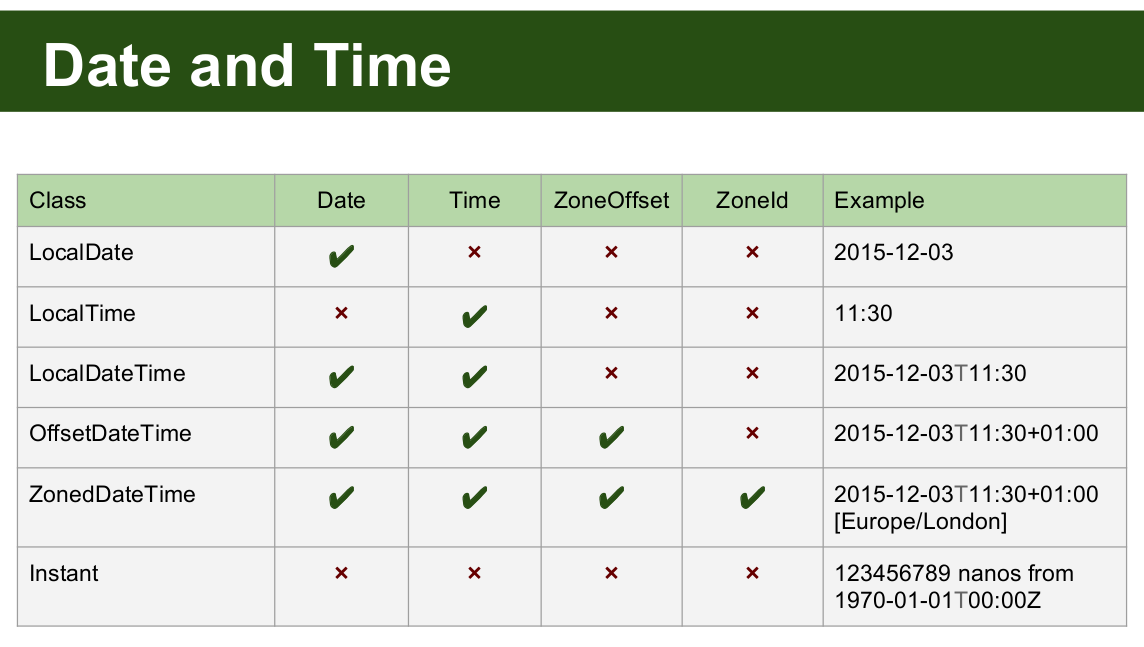 Date and Time
Class Date Time ZoneOffset ZoneId Example
LocalDate ✔ × × × 2015-12-03
LocalTime × ✔ × × 11:30
LocalDateTime ✔ ✔ × × 2015-12-03T11:30
OffsetDateTime ✔ ✔ ✔ × 2015-12-03T11:30+01:00
ZonedDateTime ✔ ✔ ✔ ✔ 2015-12-03T11:30+01:00
[Europe/London]
Instant × × × × 123456789 nanos from
1970-01-01T00:00Z